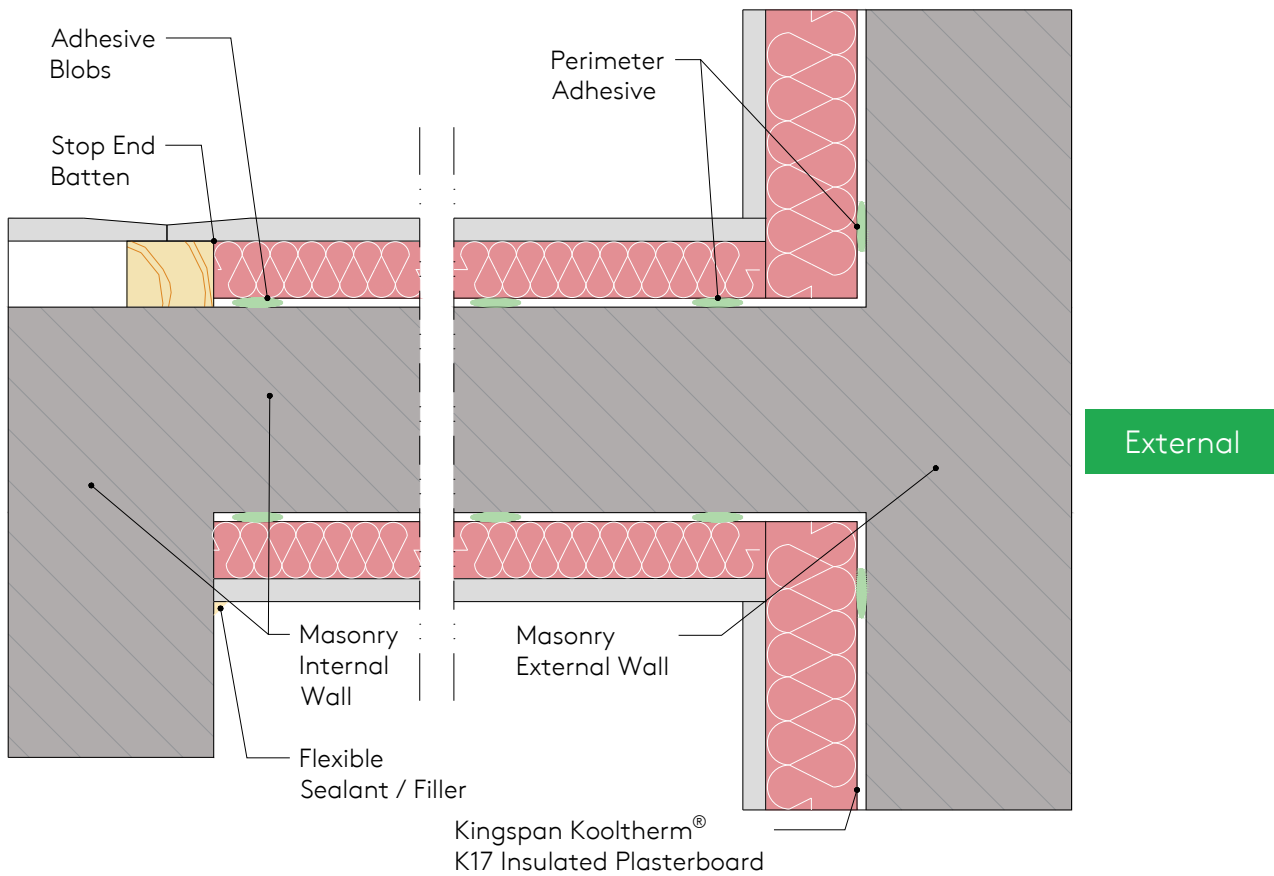 Adhesive
Blobs
Perimeter
Adhesive
Stop End
Batten
External
Masonry
Internal
Wall
Masonry
External Wall
Flexible
Sealant / Filler
Kingspan Kooltherm®
K17 Insulated Plasterboard